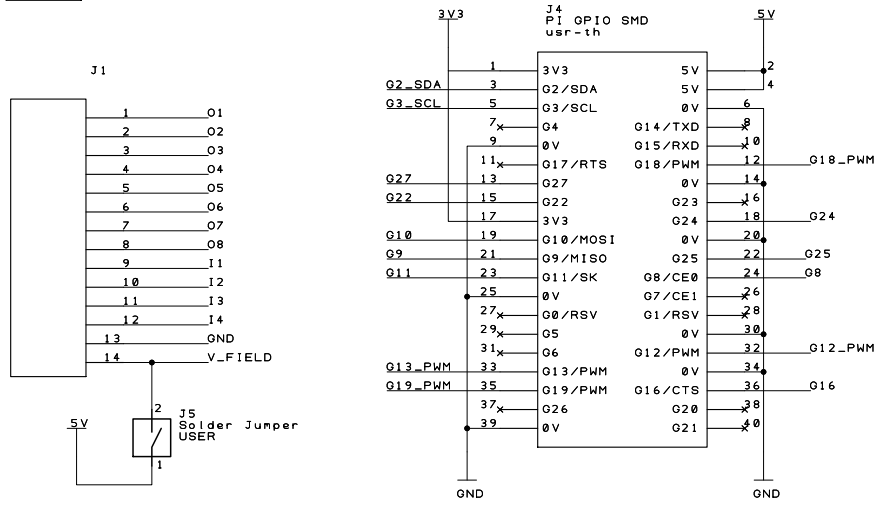 J1
1 O1
2 O2
3 O3
4 O4
5 O5
6 O6
7 O7
8 O8
9 I1
10 I2
11 I3
12 I4
13 GND
14 V_FIELD
2
J5
Solder Jumper
USER
5V
1
J4
PI GPIO SMD
usr-th
3V3
5V
1 3V3 5V 2
G2_SDA 3 G2/SDA 5V 4
G3_SCL 5 G3/SCL 0V 6
7 G4 G14/TXD 8
9 0V G15/RXD 10
11 G17/RTS G18/PWM 12 G18_PWM
G27 13 G27 0V 14
G22 15 G22 G23 16
17 3V3 G24 18 G24
G10 19 G10/MOSI 0V 20
G9 21 G9/MISO G25 22 G25
G11 23 G11/SK G8/CE0 24 G8
25 0V G7/CE1 26
27 G0/RSV G1/RSV 28
29 G5 0V 30
31 G6 G12/PWM 32 G12_PWM
G13_PWM 33 G13/PWM 0V 34
G19_PWM 35 G19/PWM G16/CTS 36 G16
37 G26 G20 38
39 0V G21 40
GND
GND